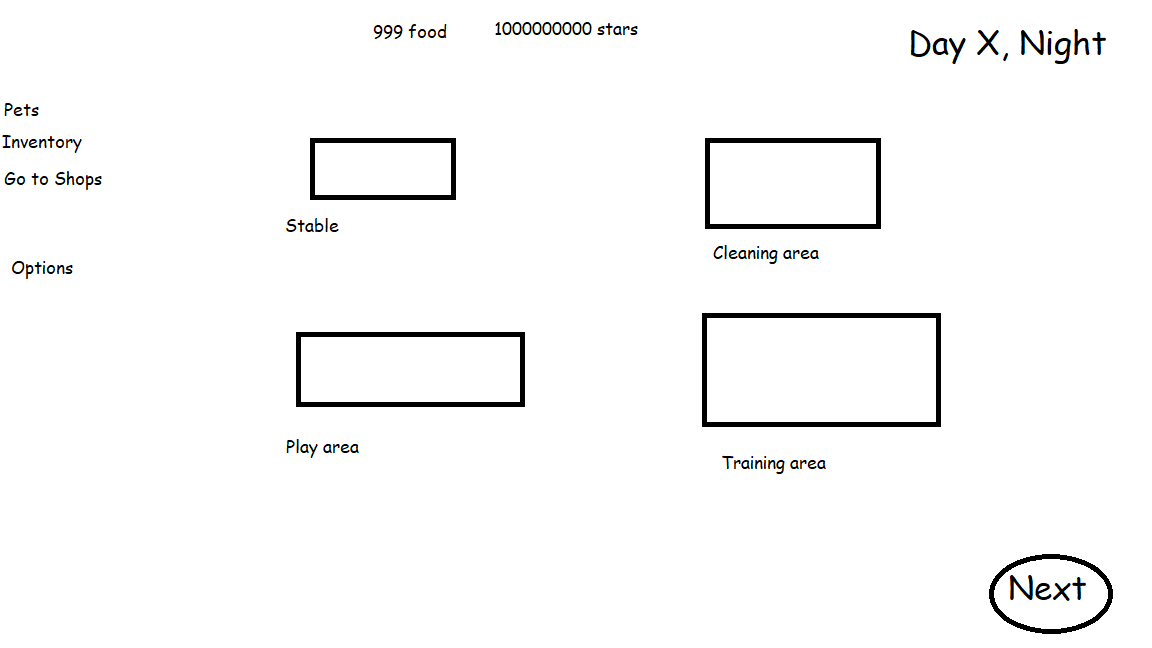 999 food
1000000000 stars
Day X, Night
Pets
Inventory
Go to Shops
Options
Stable
Cleaning area
Play area
Training area
Next